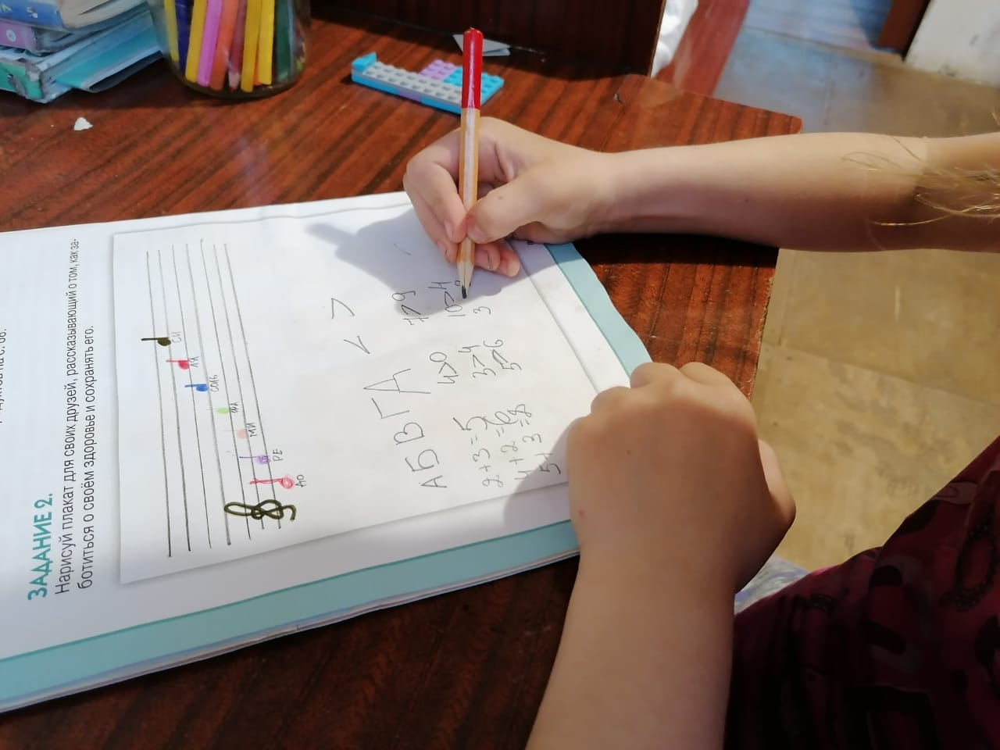 ЗАДАНИЕ 2.
Нарисуй плакат для своих друзей, рассказывающий о том, как за-
ботиться о своём здоровье и сохранять его.
ДО РЕ МИ ФА СОЛЬ ЛЯ СИ
< >
А Б В Г Д
2+3=5 4>0 7>9
4+2=6 3>4 10>4
5+3=8 5>6 3